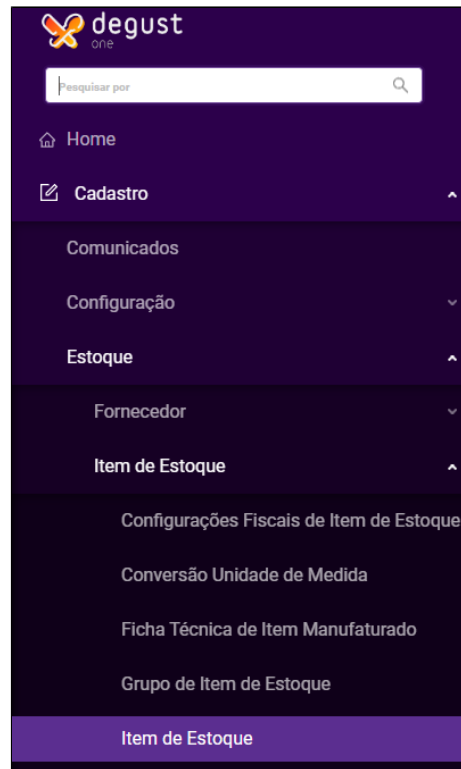 degust
one
Pesquisar por
Home
Cadastro
Comunicados
Configuração
Estoque
Fornecedor
Item de Estoque
Configurações Fiscais de Item de Estoque
Conversão Unidade de Medida
Ficha Técnica de Item Manufaturado
Grupo de Item de Estoque
Item de Estoque